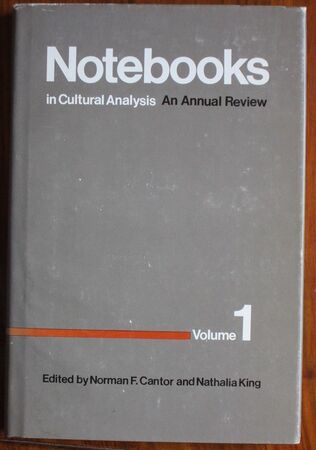 Notebooks
in Cultural Analysis An Annual Review
Volume 1
Edited by Norman F. Cantor and Nathalia King